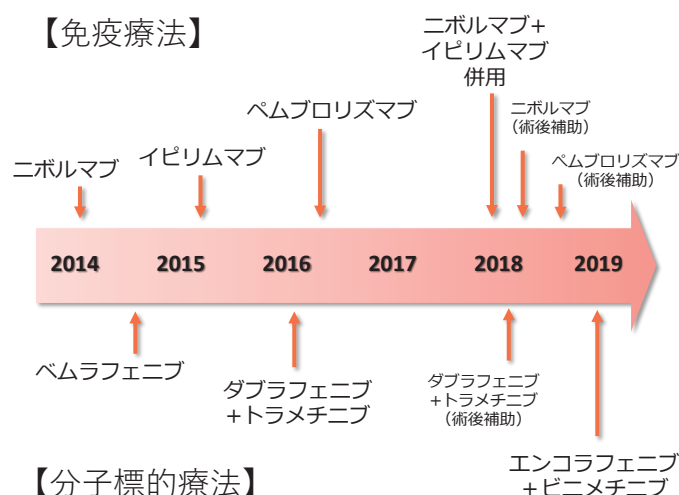 【免疫療法】
ニボルマブ+
イピリムマブ
併用
ニボルマブ
（術後補助）
ペムブロリズマブ
イピリムマブ
ニボルマブ
ペムブロリズマブ
（術後補助）
2014 2015 2016 2017 2018 2019
ベムラフェニブ
ダブラフェニブ
+トラメチニブ
ダブラフェニブ
+トラメチニブ
（術後補助）
エンコラフェニブ
+ビニメチニブ
【分子標的療法】